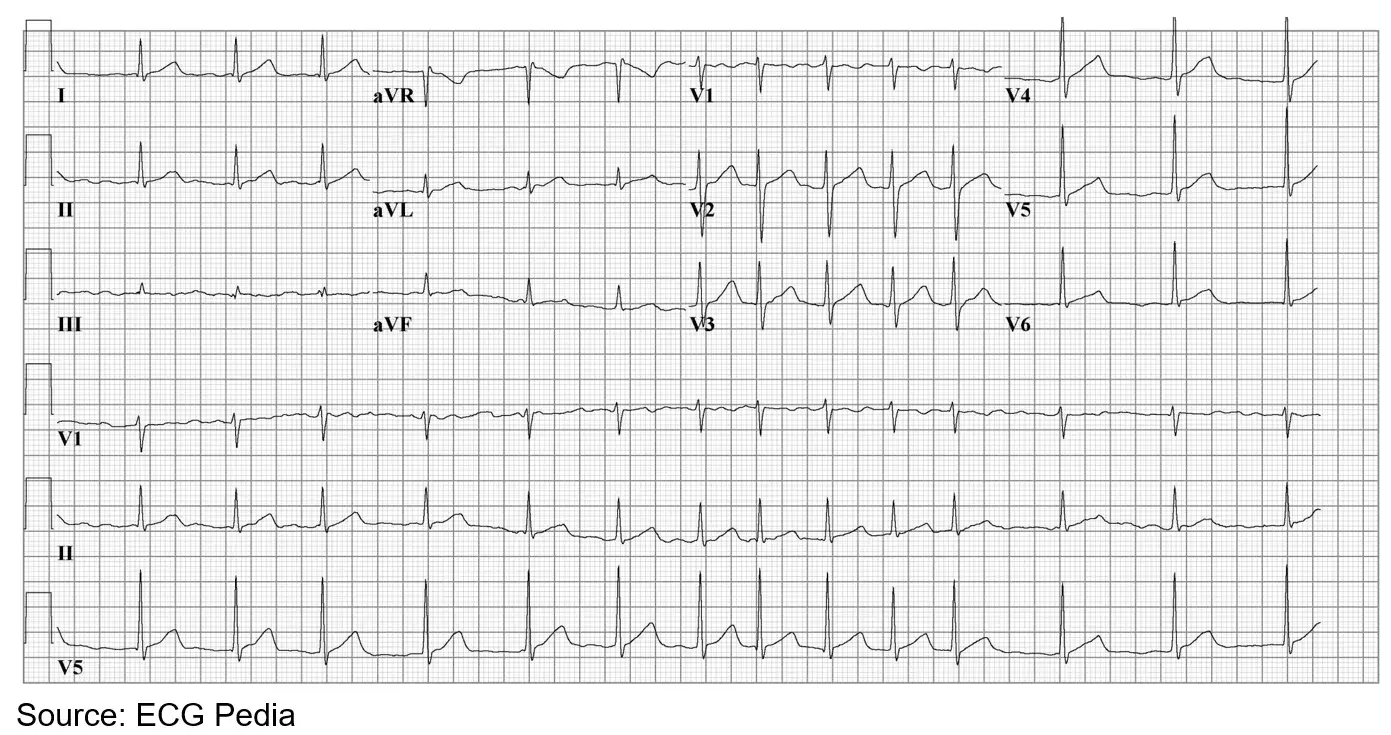 I aVR V1 V4
II aVL V2 V5
III aVF V3 V6
V1
II
V5
Source: ECG Pedia